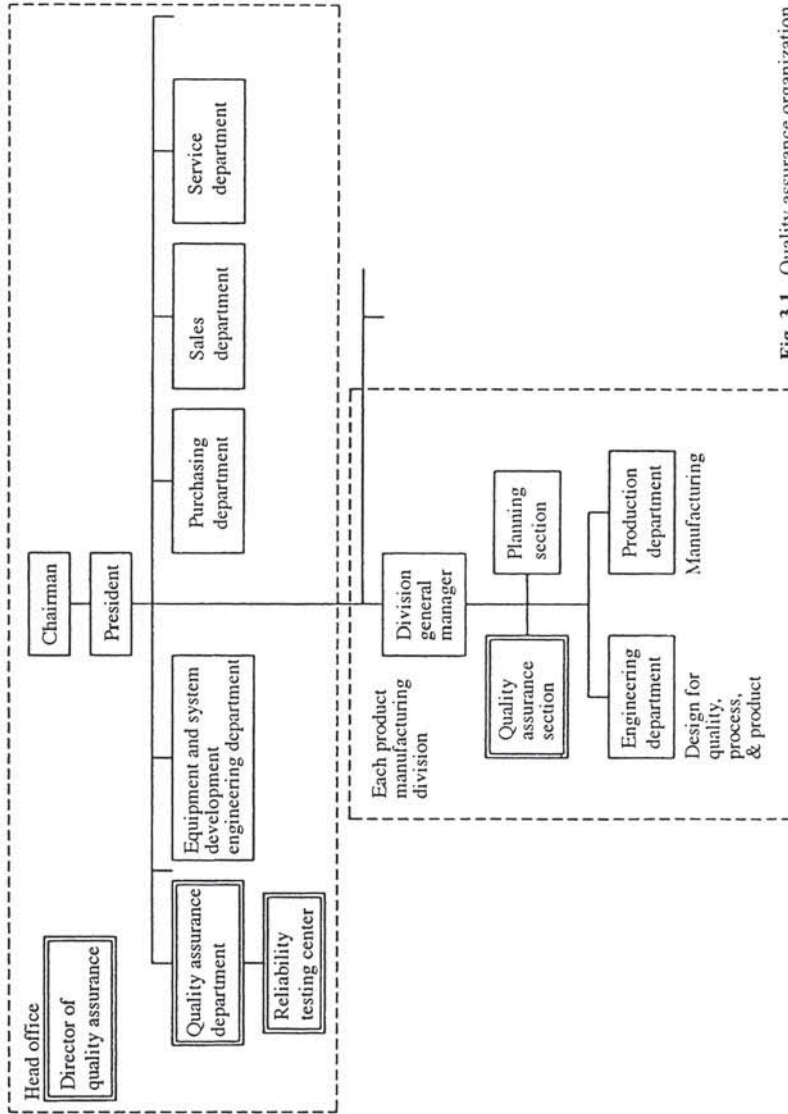 Head office
Director of
quality assurance
Chairman
President
Quality assurance
department
Reliability
testing center
Equipment and system
development
engineering department
Purchasing
department
Sales
department
Service
department
Each product
manufacturing
division
Division
general
manager
Quality
assurance
section
Planning
section
Engineering
department
Design for
quality,
process,
& product
Production
department
Manufacturing
Fig. 3.1 Quality assurance organization